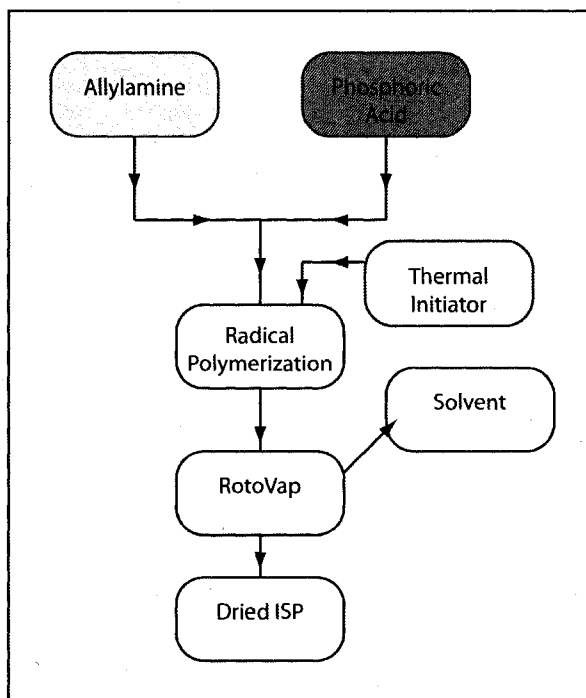 Allylamine
Phosphoric
Acid
Thermal
Initiator
Radical
Polymerization
Solvent
RotoVap
Dried ISP